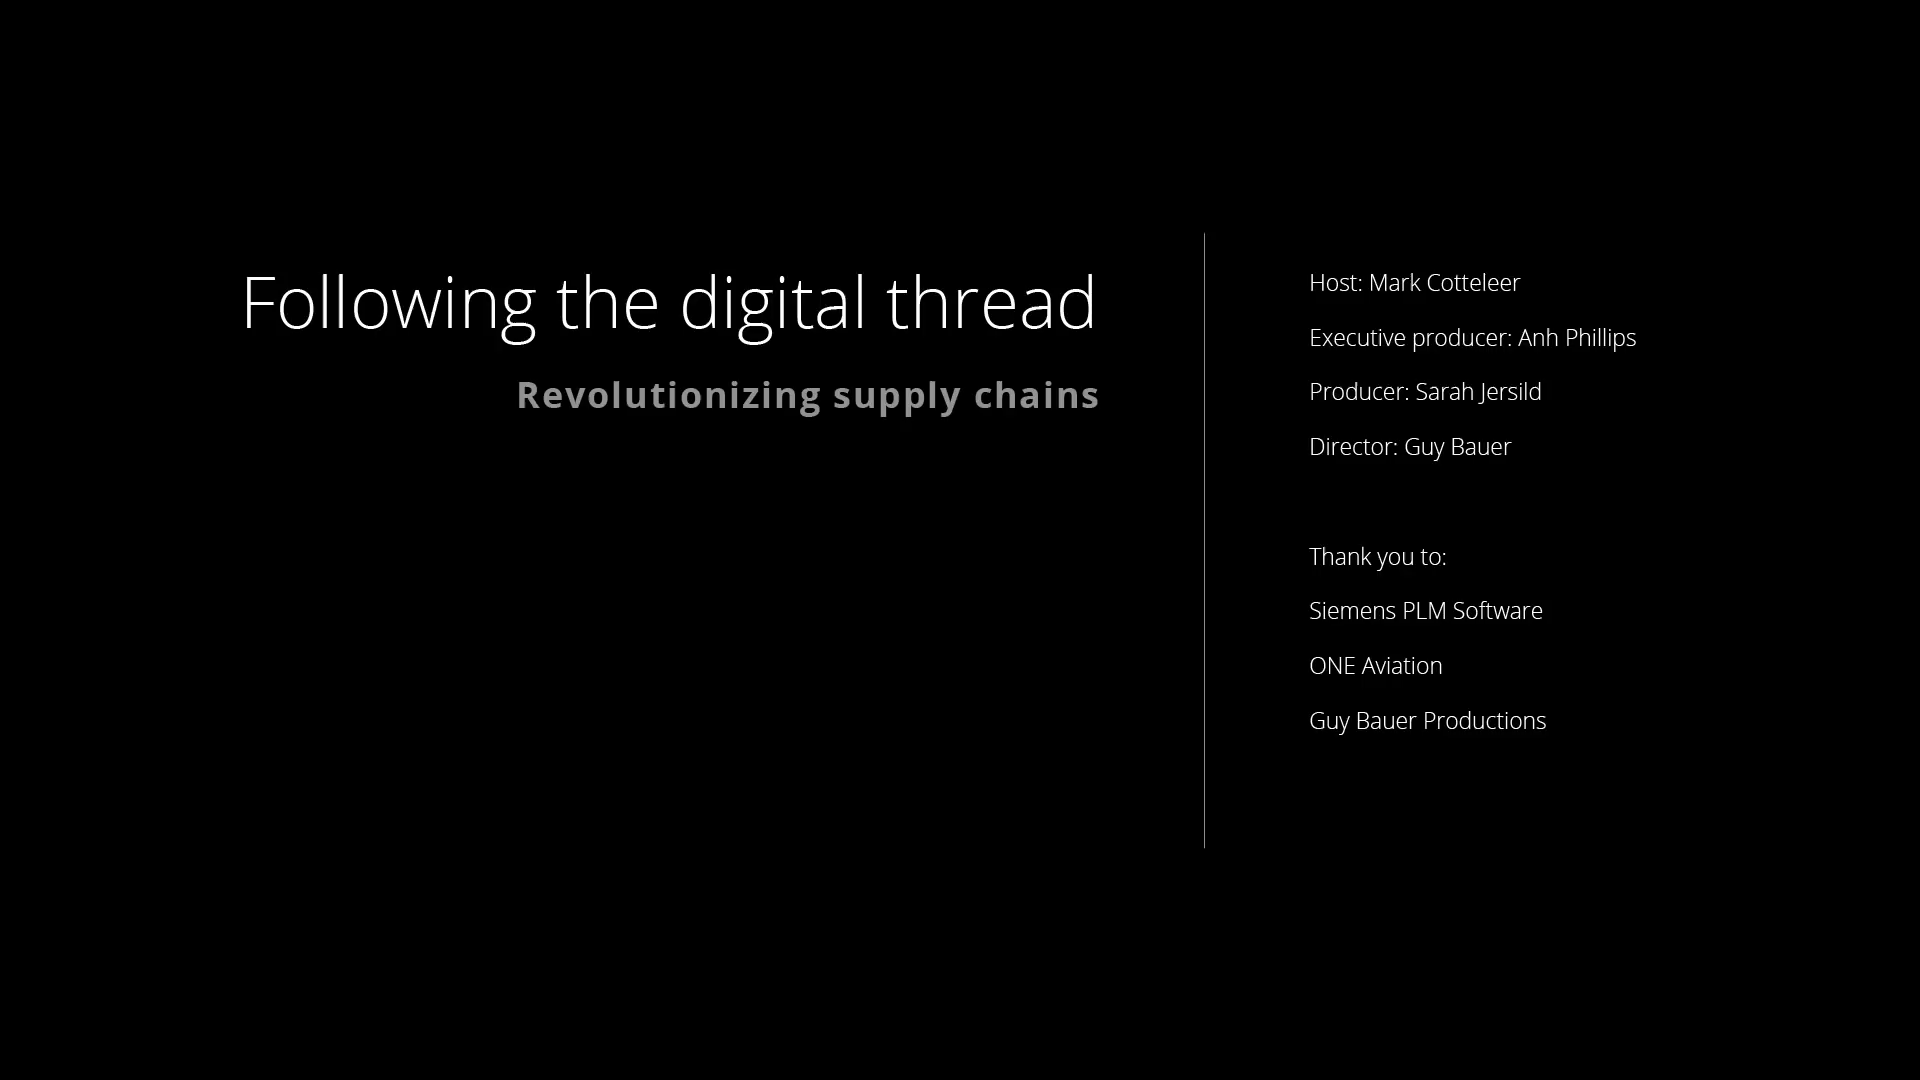 Following the digital thread
Revolutionizing supply chains
Host: Mark Cotteleer
Executive producer: Anh Phillips
Producer: Sarah Jersild
Director: Guy Bauer
Thank you to:
Siemens PLM Software
ONE Aviation
Guy Bauer Productions